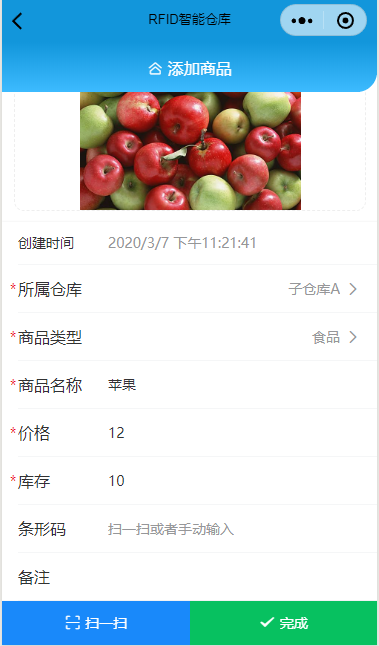 RFID智能仓库
添加商品
创建时间 2020/3/7 下午11:21:41
*所属仓库 子仓库A
*商品类型 食品
*商品名称 苹果
*价格 12
*库存 10
条形码 扫一扫或者手动输入
备注
扫一扫 完成